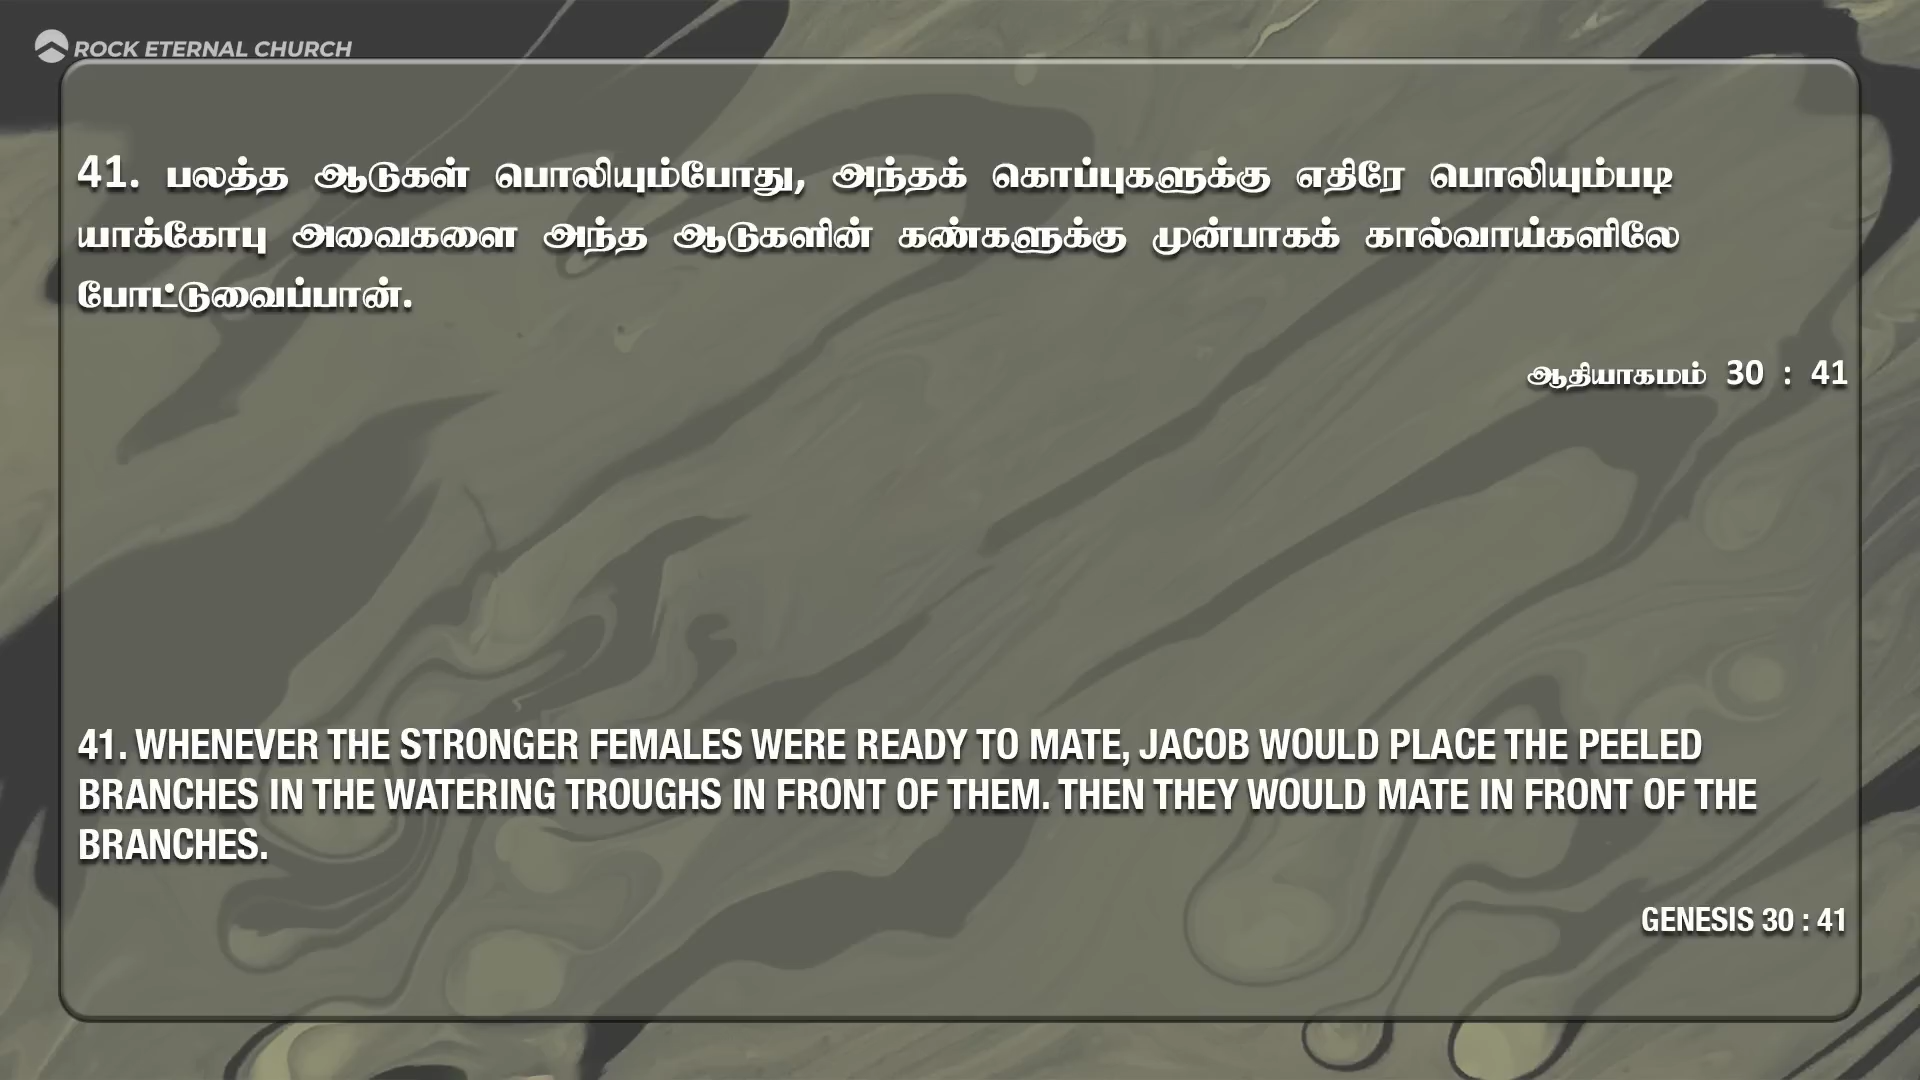 ROCK ETERNAL CHURCH
41. பலத்த ஆடுகள் பொலியும்போது, அந்தக் கொப்புகளுக்கு எதிரே பொலியும்படி
யாக்கோபு அவைகளை அந்த ஆடுகளின் கண்களுக்கு முன்பாகக் கால்வாய்களிலே
போட்டுவைப்பான்.
ஆதியாகமம் 30 : 41
41. WHENEVER THE STRONGER FEMALES WERE READY TO MATE, JACOB WOULD PLACE THE PEELED
BRANCHES IN THE WATERING TROUGHS IN FRONT OF THEM. THEN THEY WOULD MATE IN FRONT OF THE
BRANCHES.
GENESIS 30 : 41